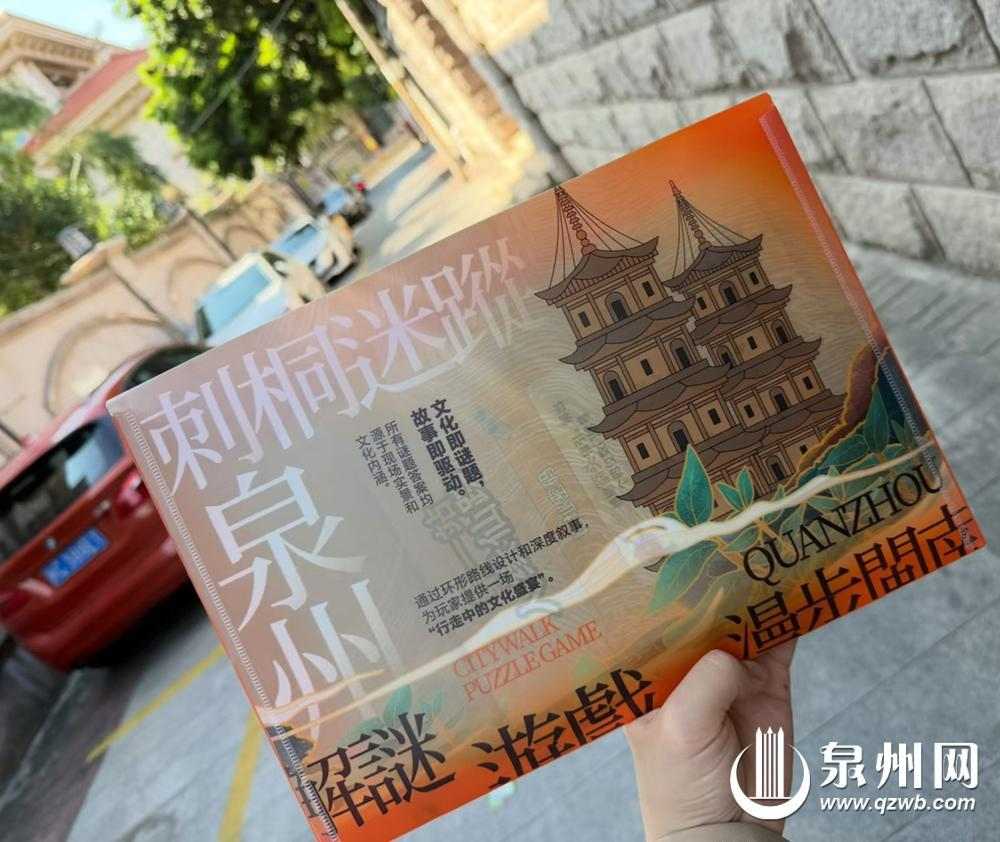 刺桐迷蹤
泉州
文化即谜题，
故事即驱动。
所有谜题答案均
源于现场实景和
文化内涵。
通过环形路线设计和深度叙事，
为玩家提供一场
“行走中的文化盛宴”。
CITYWALK
PUZZLE GAME
QUANZHOU
漫步闽南
解謎 游戲
泉州网
www.qzwb.com